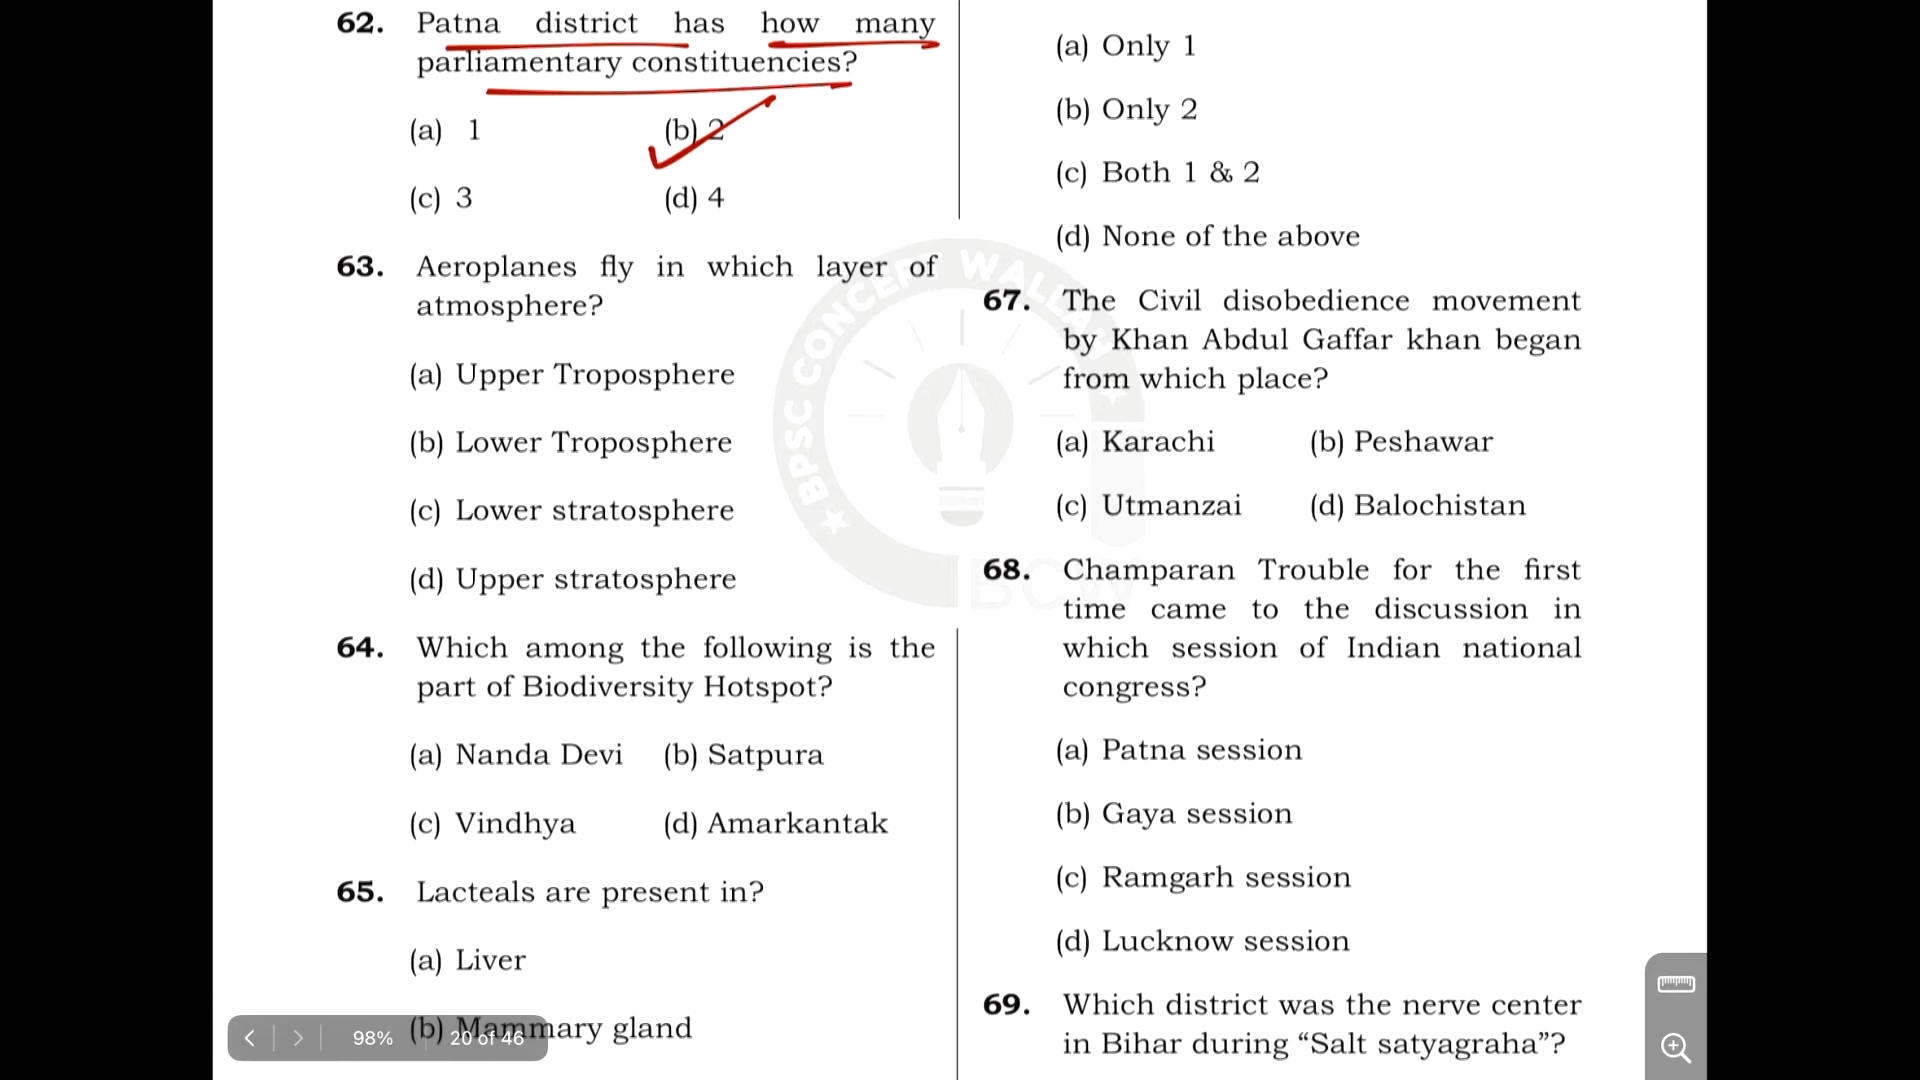 62. Patna district has how many
parliamentary constituencies?
(a) 1 (b) 2
(c) 3 (d) 4
63. Aeroplanes fly in which layer of
atmosphere?
(a) Upper Troposphere
(b) Lower Troposphere
(c) Lower stratosphere
(d) Upper stratosphere
64. Which among the following is the
part of Biodiversity Hotspot?
(a) Nanda Devi (b) Satpura
(c) Vindhya (d) Amarkantak
65. Lacteals are present in?
(a) Liver
(b) Mammary gland
(a) Only 1
(b) Only 2
(c) Both 1 & 2
(d) None of the above
67. The Civil disobedience movement
by Khan Abdul Gaffar khan began
from which place?
(a) Karachi (b) Peshawar
(c) Utmanzai (d) Balochistan
68. Champaran Trouble for the first
time came to the discussion in
which session of Indian national
congress?
(a) Patna session
(b) Gaya session
(c) Ramgarh session
(d) Lucknow session
69. Which district was the nerve center
in Bihar during “Salt satyagraha”?
BPSC CONCEPT WALLAH
BCW
98% 20 of 46